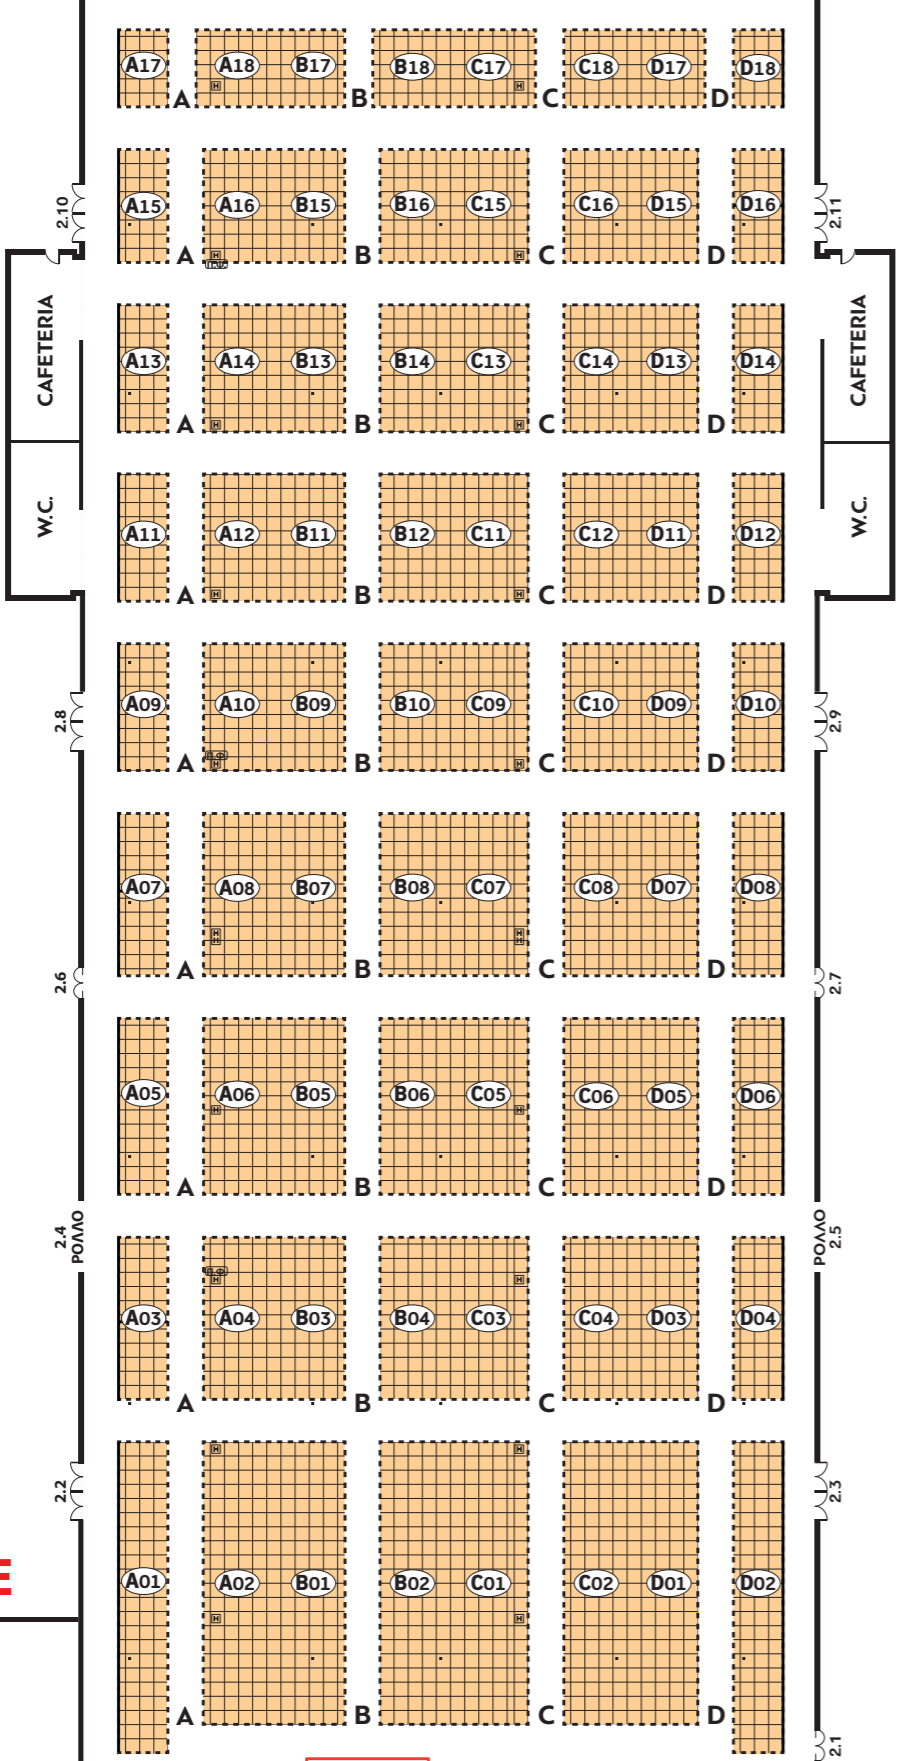 A17 A18 B17 B18 C17 C18 D17 D18
A B C D
A15 A16 B15 B16 C15 C16 D15 D16
2.10 2.11
A B C D
CAFETERIA CAFETERIA
A13 A14 B13 B14 C13 C14 D13 D14
A B C D
W.C. W.C.
A11 A12 B11 B12 C11 C12 D11 D12
A B C D
A09 A10 B09 B10 C09 C10 D09 D10
2.8 2.9
A B C D
A07 A08 B07 B08 C07 C08 D07 D08
A B C D
2.6 2.7
A05 A06 B05 B06 C05 C06 D05 D06
A B C D
2.4 ΡΟΛΛΟ ΡΟΛΛΟ 2.5
A03 A04 B03 B04 C03 C04 D03 D04
A B C D
2.2 2.3
E
A01 A02 B01 B02 C01 C02 D01 D02
A B C D
2.1